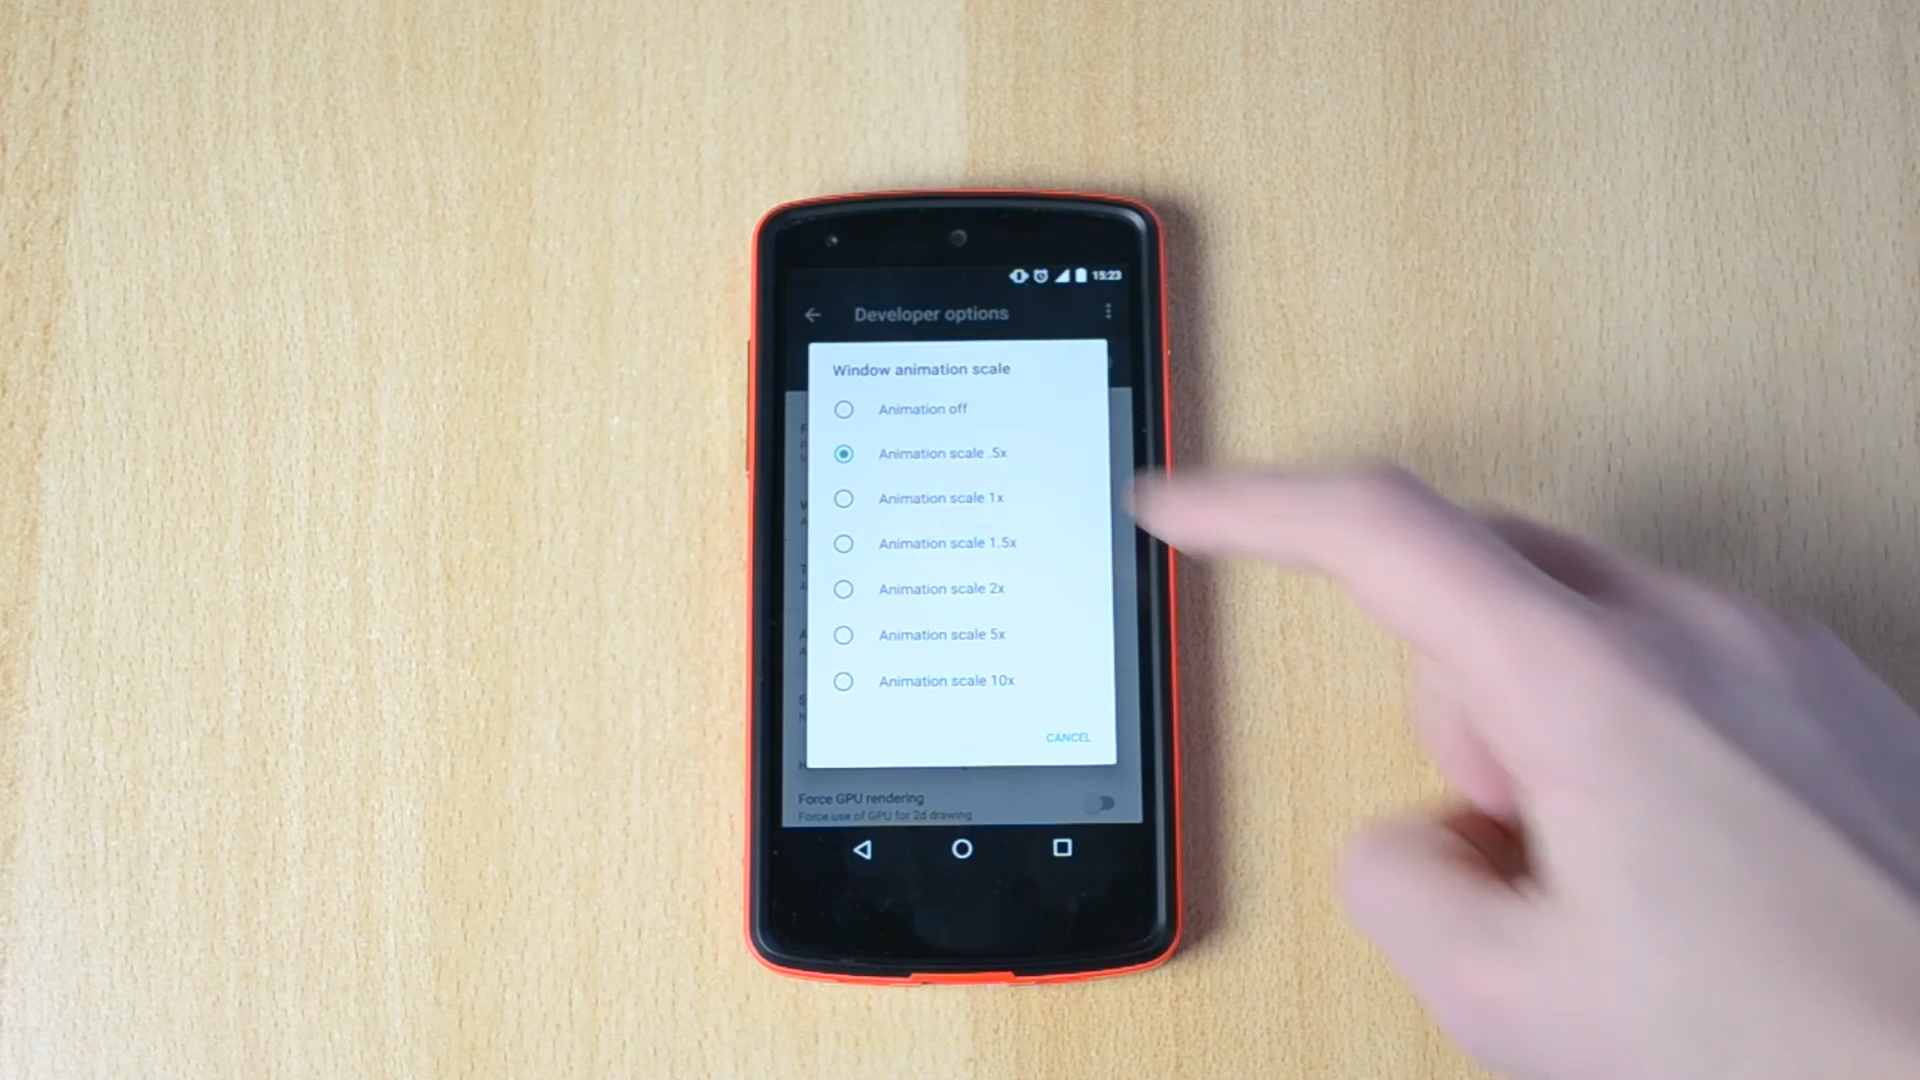 15:23
Developer options
Window animation scale
Animation off
Animation scale .5x
Animation scale 1x
Animation scale 1.5x
Animation scale 2x
Animation scale 5x
Animation scale 10x
CANCEL
Force GPU rendering
Force use of GPU for 2d drawing